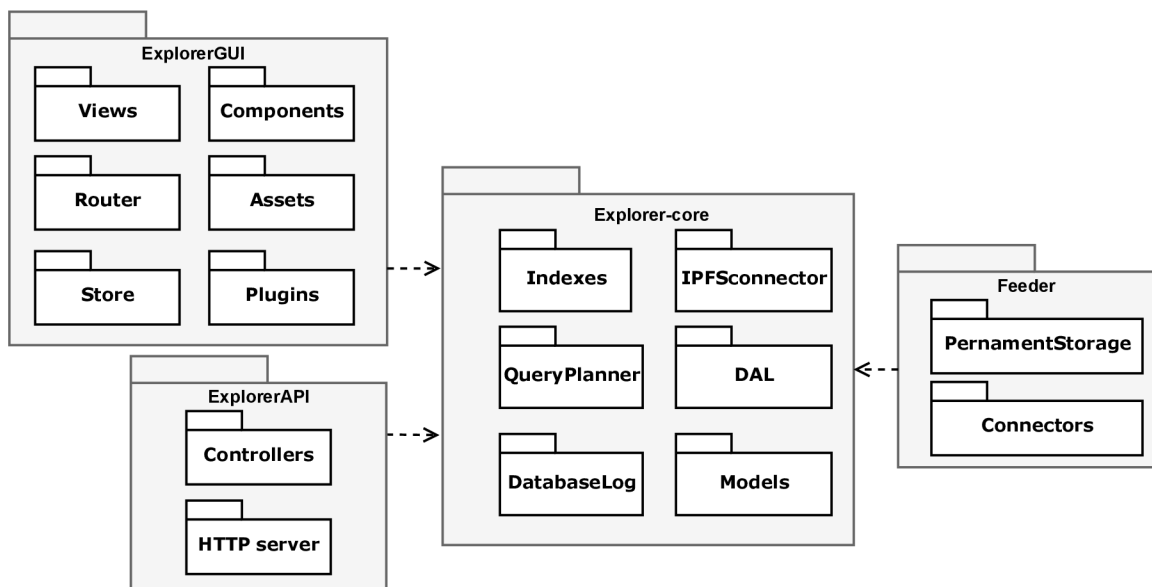 ExplorerGUI
Views
Components
Router
Assets
Store
Plugins
ExplorerAPI
Controllers
HTTP server
Explorer-core
Indexes
IPFSconnector
QueryPlanner
DAL
DatabaseLog
Models
Feeder
PernamentStorage
Connectors